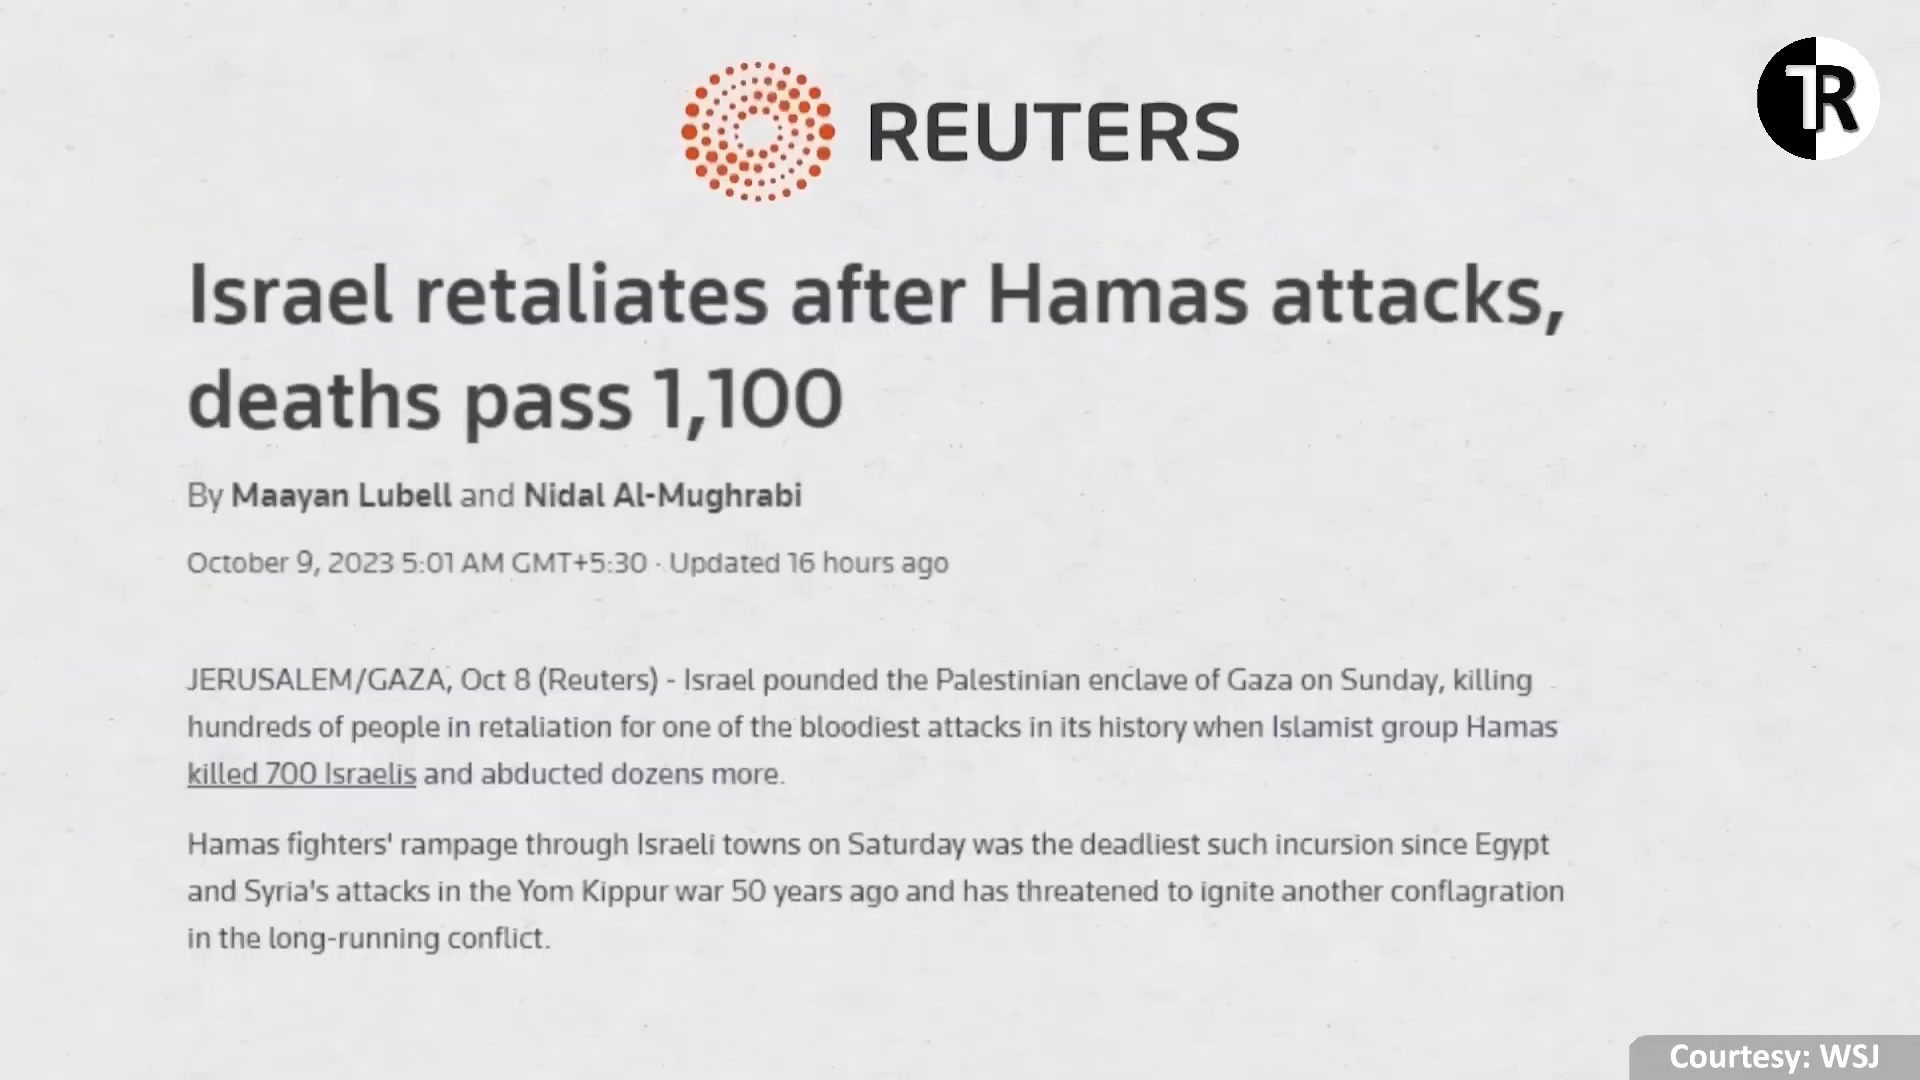 REUTERS
TR
Israel retaliates after Hamas attacks,
deaths pass 1,100
By Maayan Lubell and Nidal Al-Mughrabi
October 9, 2023 5:01 AM GMT+5:30 · Updated 16 hours ago
JERUSALEM/GAZA, Oct 8 (Reuters) - Israel pounded the Palestinian enclave of Gaza on Sunday, killing
hundreds of people in retaliation for one of the bloodiest attacks in its history when Islamist group Hamas
killed 700 Israelis and abducted dozens more.
Hamas fighters' rampage through Israeli towns on Saturday was the deadliest such incursion since Egypt
and Syria's attacks in the Yom Kippur war 50 years ago and has threatened to ignite another conflagration
in the long-running conflict.
Courtesy: WSJ